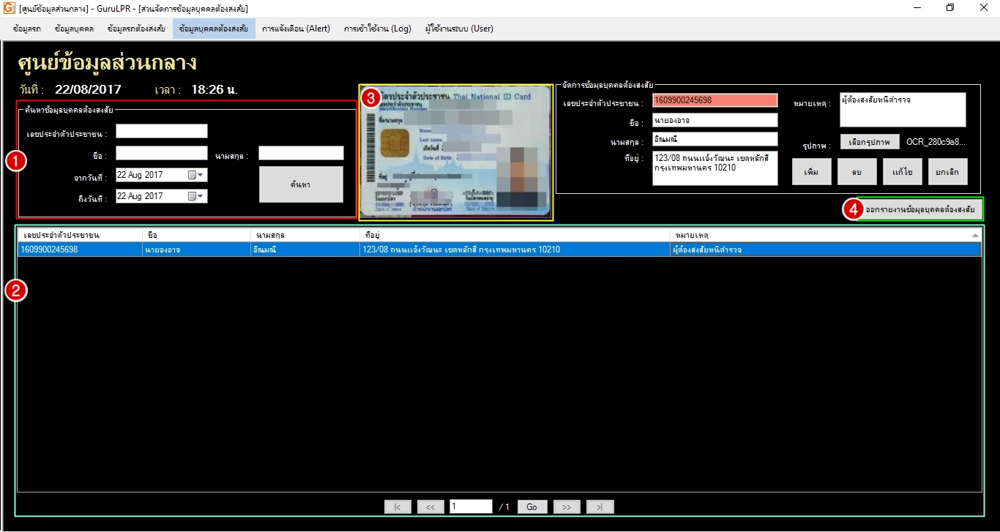 [ศูนย์ข้อมูลส่วนกลาง] - GuruLPR - [ส่วนจัดการข้อมูลบุคคลต้องสงสัย]
ข้อมูลรถ ข้อมูลบุคคล ข้อมูลรถต้องสงสัย ข้อมูลบุคคลต้องสงสัย การแจ้งเตือน (Alert) การเข้าใช้งาน (Log) ผู้ใช้งานระบบ (User)
ศูนย์ข้อมูลส่วนกลาง
วันที่ : 22/08/2017 เวลา : 18:26 น.
ค้นหาข้อมูลบุคคลต้องสงสัย
เลขประจำตัวประชาชน :
ชื่อ : นามสกุล :
จากวันที่ : 22 Aug 2017
ถึงวันที่ : 22 Aug 2017
ค้นหา
1
3
บัตรประจำตัวประชาชน Thai National ID Card
เลขประจำตัวประชาชน
Identification Number
ชื่อ/นามสกุล
Name
Last name
เกิดวันที่
Date of Birth
ที่อยู่
วันออกบัตร
Date of Issue เจ้าพนักงานออกบัตร
วันบัตรหมดอายุ
Date of Expiry
จัดการข้อมูลบุคคลต้องสงสัย
เลขประจำตัวประชาชน : 1609900245698
ชื่อ : นายองอาจ
นามสกุล : อิณมณี
ที่อยู่ : 123/08 ถนนแจ้งวัฒนะ เขตหลักสี่
กรุงเทพมหานคร 10210
หมายเหตุ : ผู้ต้องสงสัยหนีตำรวจ
รูปภาพ : เลือกรูปภาพ OCR_280c9a8...
เพิ่ม ลบ แก้ไข ยกเลิก
4 ออกรายงานข้อมูลบุคคลต้องสงสัย
2
เลขประจำตัวประชาชน ชื่อ นามสกุล ที่อยู่ หมายเหตุ
1609900245698 นายองอาจ อิณมณี 123/08 ถนนแจ้งวัฒนะ เขตหลักสี่ กรุงเทพมหานคร 10210 ผู้ต้องสงสัยหนีตำรวจ
|< << 1 / 1 Go >> >|